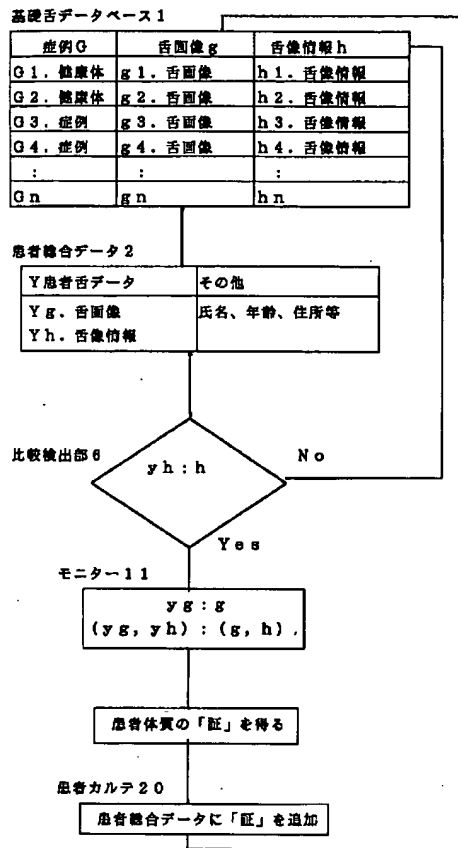 基礎舌データベース1
症例G 舌画像g 舌像情報h
G1．健康体 g1．舌画像 h1．舌像情報
G2．健康体 g2．舌画像 h2．舌像情報
G3．症例 g3．舌画像 h3．舌像情報
G4．症例 g4．舌画像 h4．舌像情報
： ： ：
Gn gn hn
患者総合データ2
Y患者舌データ その他
Yg．舌画像 氏名、年齢、住所等
Yh．舌像情報
比較検出部6
yh：h
No
Yes
モニター11
yg：g
(yg, yh)：(g, h)．
患者体質の「証」を得る
患者カルテ20
患者総合データに「証」を追加